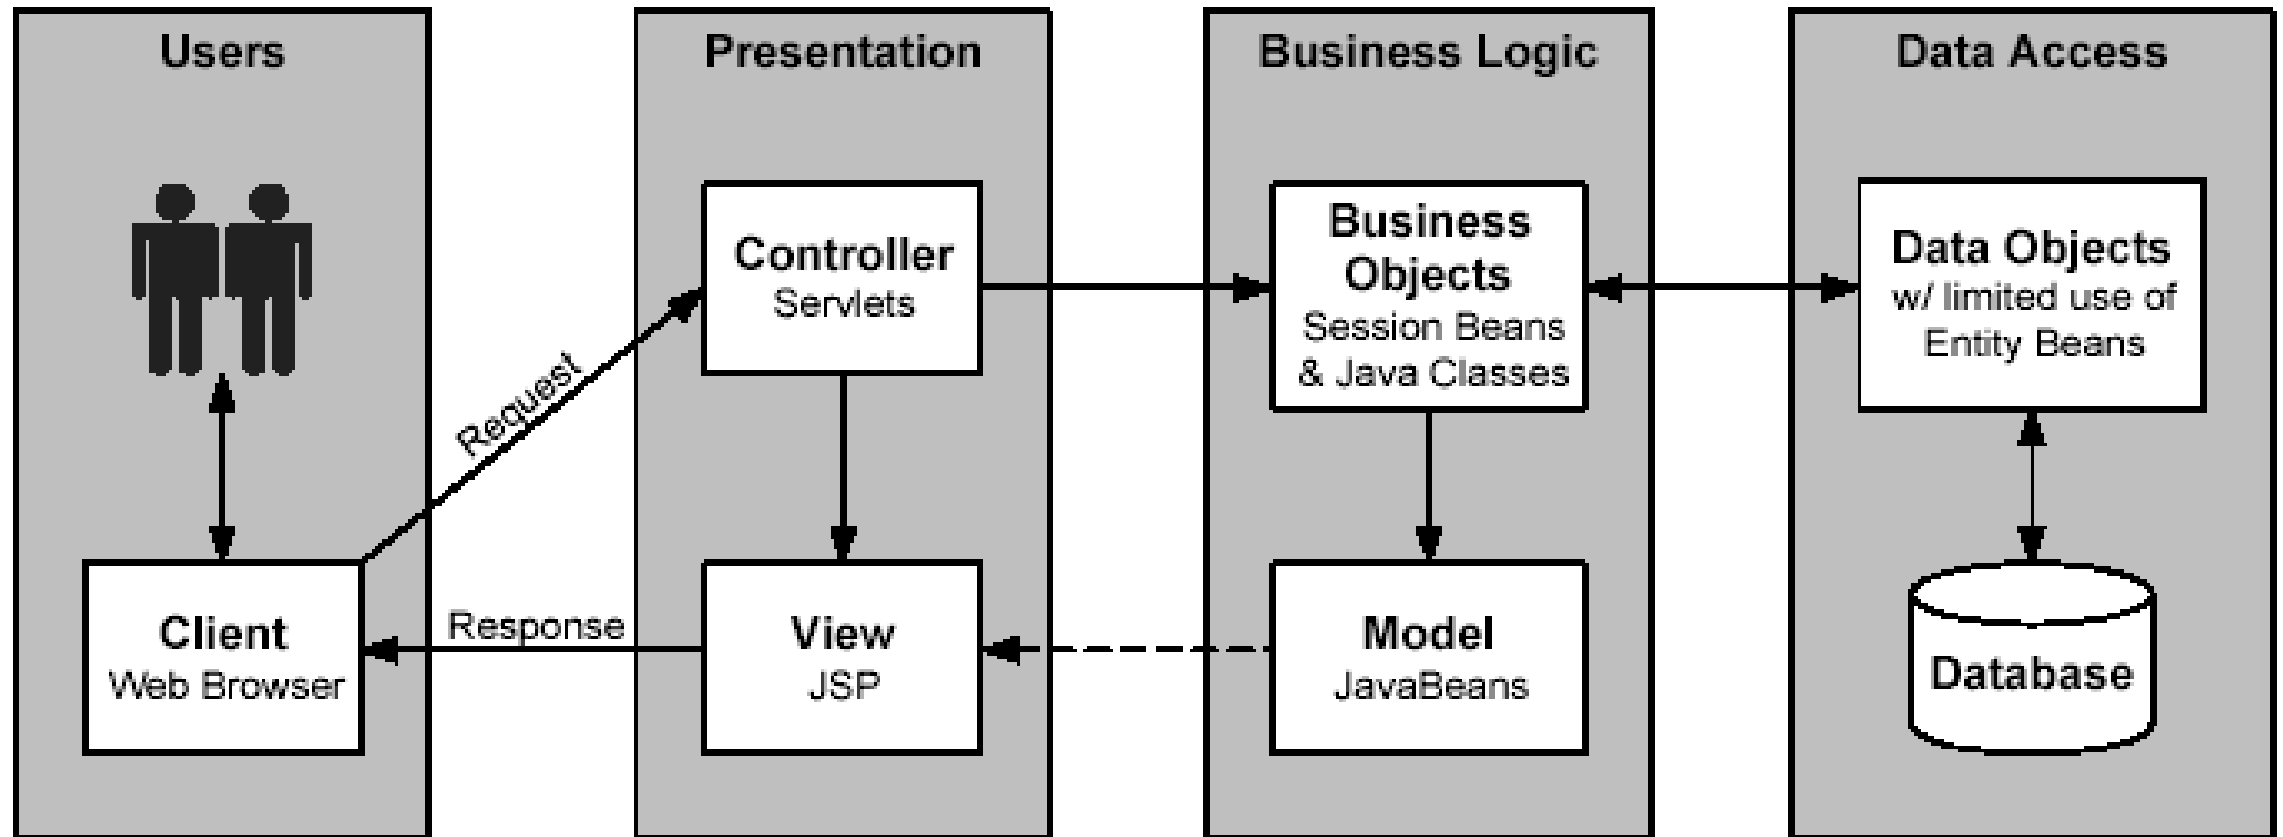 Users
Presentation
Business Logic
Data Access
Controller
Servlets
Business
Objects
Session Beans
& Java Classes
Data Objects
w/ limited use of
Entity Beans
Request
Response
Client
Web Browser
View
JSP
Model
JavaBeans
Database